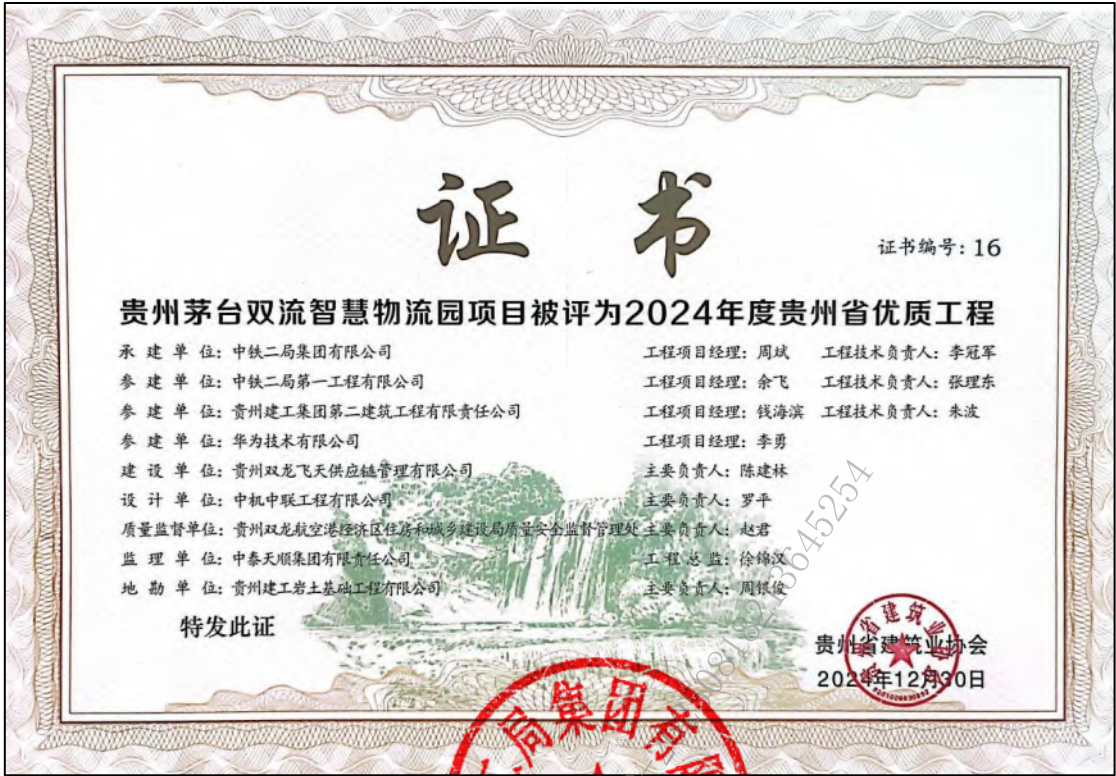 证书
证书编号：16
贵州茅台双流智慧物流园项目被评为2024年度贵州省优质工程
承建单位：中铁二局集团有限公司 工程项目经理：周斌 工程技术负责人：李冠军
参建单位：中铁二局第一工程有限公司 工程项目经理：余飞 工程技术负责人：张理东
参建单位：贵州建工集团第二建筑工程有限责任公司 工程项目经理：钱海滨 工程技术负责人：朱波
参建单位：华为技术有限公司 工程项目经理：李勇
建设单位：贵州双龙飞天供应链管理有限公司 主要负责人：陈建林
设计单位：中机中联工程有限公司 主要负责人：罗平
质量监督单位：贵州双龙航空港经济区住房和城乡建设局质量安全监督管理处 主要负责人：赵君
监理单位：中泰天顺集团有限责任公司 工程总监：徐锦汉
地勘单位：贵州建工岩土基础工程有限公司 主要负责人：周银俊
特发此证
贵州省建筑业协会
2024年12月30日
贵州省建筑业协会
局集团有限